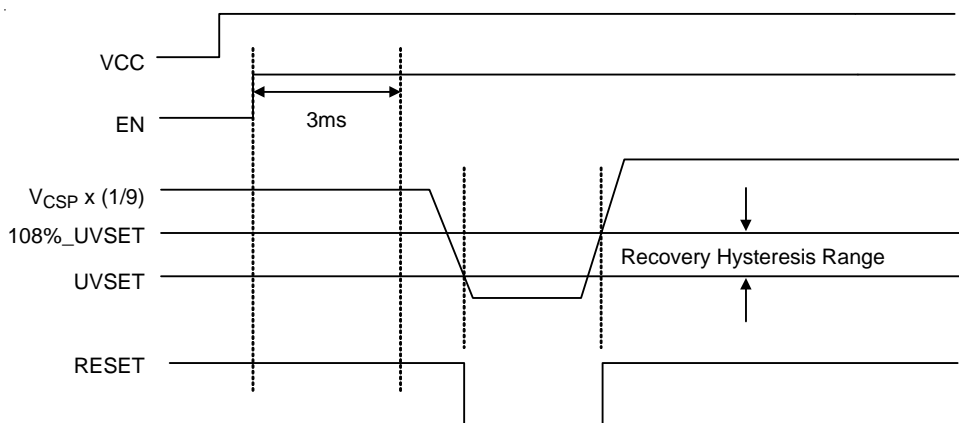 VCC
3ms
EN
VCSP x (1/9)
108%_UVSET
Recovery Hysteresis Range
UVSET
RESET